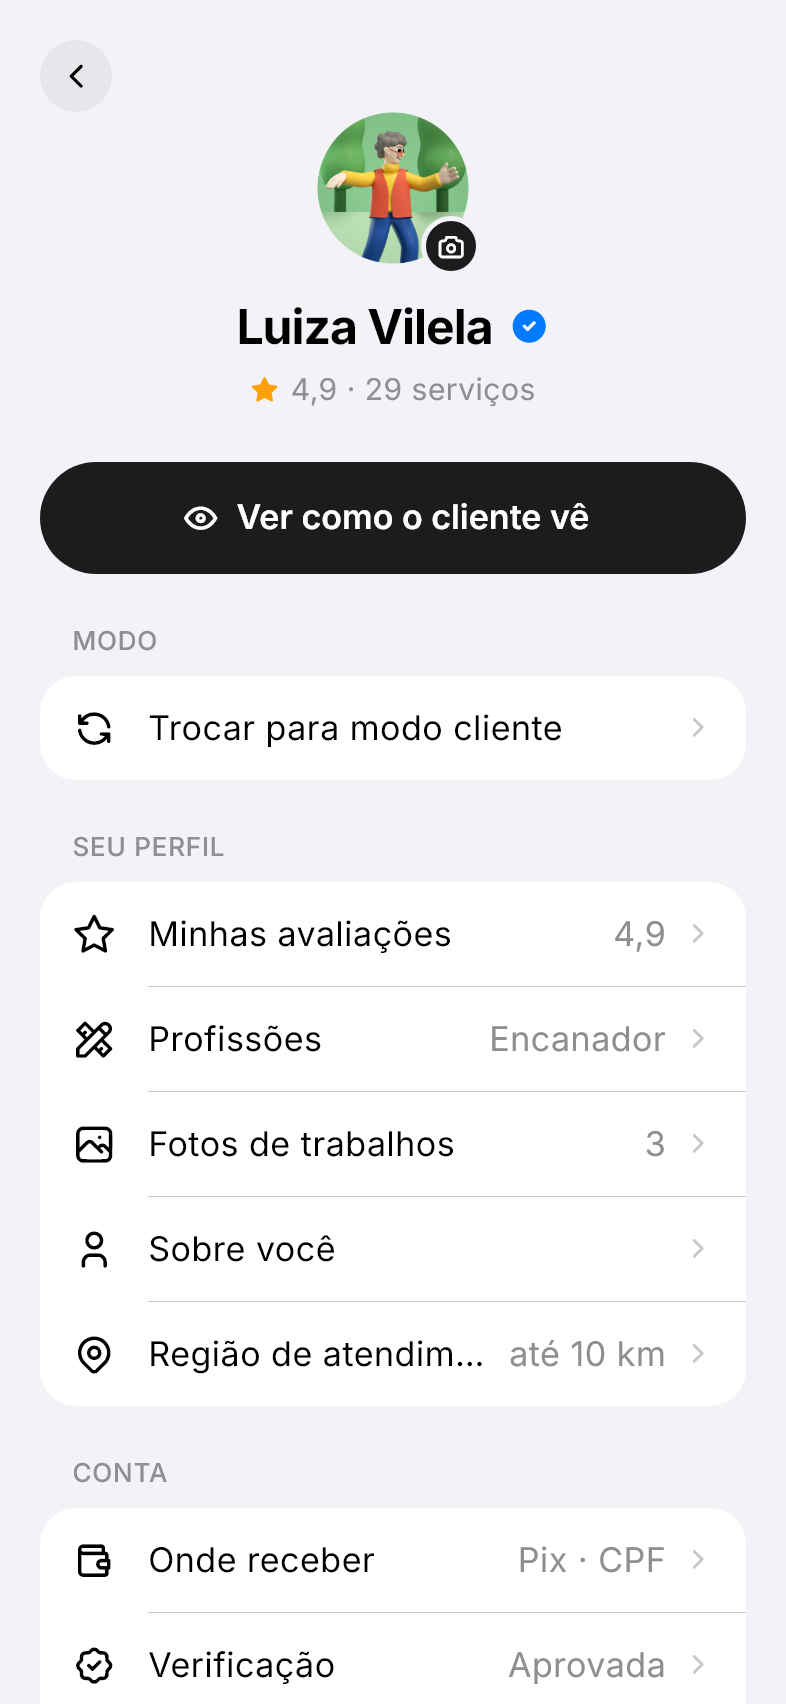 Luiza Vilela
4,9 · 29 serviços
Ver como o cliente vê
MODO
Trocar para modo cliente
SEU PERFIL
Minhas avaliações 4,9
Profissões Encanador
Fotos de trabalhos 3
Sobre você
Região de atendim... até 10 km
CONTA
Onde receber Pix · CPF
Verificação Aprovada